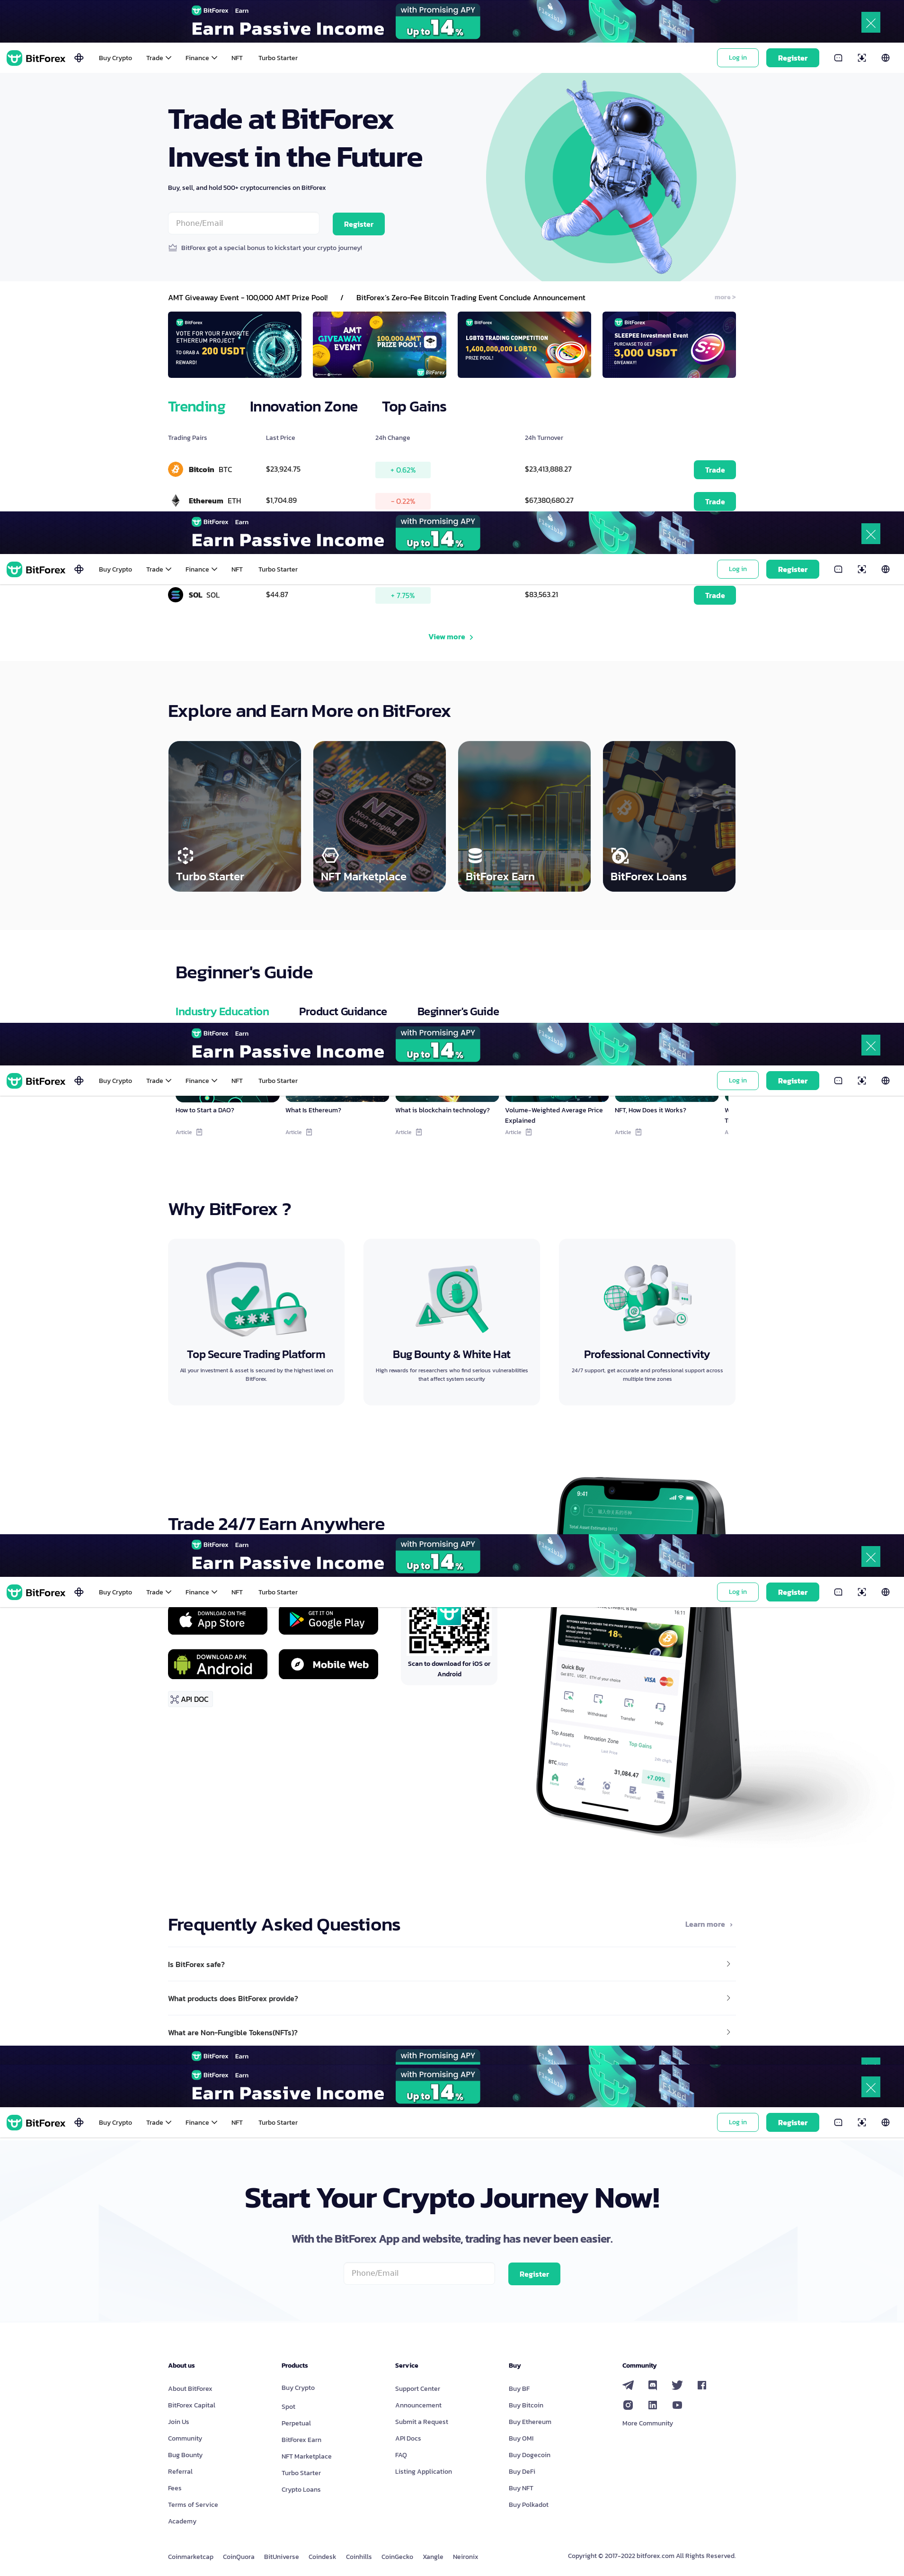 BitForex Earn
Earn Passive Income
with Promising APY
Up to 14%
BitForex Buy Crypto Trade Finance NFT Turbo Starter Log in Register
Trade at BitForex
Invest in the Future
Buy, sell, and hold 500+ cryptocurrencies on BitForex
Phone/Email Register
BitForex got a special bonus to kickstart your crypto journey!
AMT Giveaway Event - 100,000 AMT Prize Pool! / BitForex's Zero-Fee Bitcoin Trading Event Conclude Announcement more >
BitForex
VOTE FOR YOUR FAVORITE
ETHEREUM PROJECT
TO GRAB A 200 USDT
REWARD!
AMT
GIVEAWAY
EVENT
100,000 AMT
PRIZE POOL!
BitForex
BitForex
LGBTQ TRADING COMPETITION
1,400,000,000 LGBTQ
PRIZE POOL!
BitForex
SLEEPEE Investment Event
PURCHASE TO GET
3,000 USDT
GIVEAWAY!
Trending Innovation Zone Top Gains
Trading Pairs Last Price 24h Change 24h Turnover
Bitcoin BTC $23,924.75 + 0.62% $23,413,888.27 Trade
Ethereum ETH $1,704.89 - 0.22% $67,380,680.27 Trade
BitForex Earn
Earn Passive Income
with Promising APY
Up to 14%
BitForex Buy Crypto Trade Finance NFT Turbo Starter Log in Register
SOL SOL $44.87 + 7.75% $83,563.21 Trade
View more >
Explore and Earn More on BitForex
Turbo Starter
NFT
Non-fungible
token
NFT
NFT Marketplace
BitForex Earn
BitForex Loans
Beginner's Guide
Industry Education Product Guidance Beginner's Guide
BitForex Earn
Earn Passive Income
with Promising APY
Up to 14%
BitForex Buy Crypto Trade Finance NFT Turbo Starter Log in Register
How to Start a DAO?
Article
What Is Ethereum?
Article
What is blockchain technology?
Article
Volume-Weighted Average Price
Explained
Article
NFT, How Does it Works?
Article
Why BitForex ?
Top Secure Trading Platform
All your investment & asset is secured by the highest level on
BitForex.
Bug Bounty & White Hat
High rewards for researchers who find serious vulnerabilities
that affect system security
Professional Connectivity
24/7 support, get accurate and professional support across
multiple time zones
Trade 24/7 Earn Anywhere
9:41
Total Asset Estimate (BTC)
BitForex Earn
Earn Passive Income
with Promising APY
Up to 14%
BitForex Buy Crypto Trade Finance NFT Turbo Starter Log in Register
DOWNLOAD ON THE
App Store
GET IT ON
Google Play
DOWNLOAD APK
Android
Mobile Web
Scan to download for iOS or
Android
API DOC
16:11
18%
Quick Buy
VISA
Deposit Withdrawal Transfer Help
Top Assets Innovation Zone Top Gains
Trading Pairs Last Price
BTC/USDT 31,084.47 +7.09%
Home
Frequently Asked Questions Learn more >
Is BitForex safe?
What products does BitForex provide?
What are Non-Fungible Tokens(NFTs)?
BitForex Earn
with Promising APY
BitForex Earn
Earn Passive Income
with Promising APY
Up to 14%
BitForex Buy Crypto Trade Finance NFT Turbo Starter Log in Register
Start Your Crypto Journey Now!
With the BitForex App and website, trading has never been easier.
Phone/Email Register
About us
About BitForex
BitForex Capital
Join Us
Community
Bug Bounty
Referral
Fees
Terms of Service
Academy
Products
Buy Crypto
Spot
Perpetual
BitForex Earn
NFT Marketplace
Turbo Starter
Crypto Loans
Service
Support Center
Announcement
Submit a Request
API Docs
FAQ
Listing Application
Buy
Buy BF
Buy Bitcoin
Buy Ethereum
Buy OMI
Buy Dogecoin
Buy DeFi
Buy NFT
Buy Polkadot
Community
More Community
Coinmarketcap CoinQuora BitUniverse Coindesk Coinhills CoinGecko Xangle Neironix
Copyright © 2017-2022 bitforex.com All Rights Reserved.